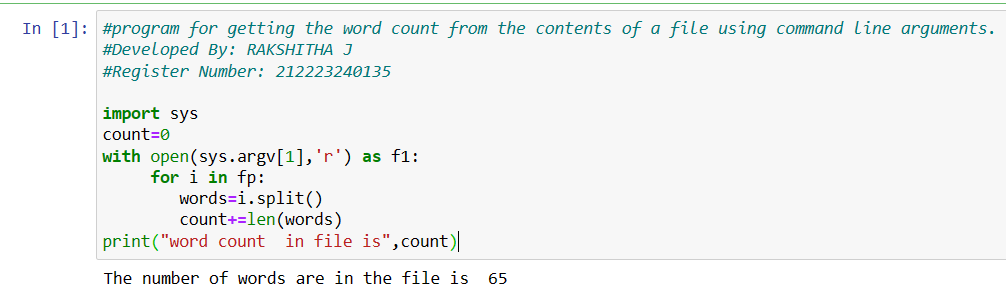 In [1]: #program for getting the word count from the contents of a file using command line arguments.
#Developed By: RAKSHITHA J
#Register Number: 212223240135

import sys
count=0
with open(sys.argv[1],'r') as f1:
     for i in fp:
        words=i.split()
        count+=len(words)
print("word count  in file is",count)
The number of words are in the file is  65